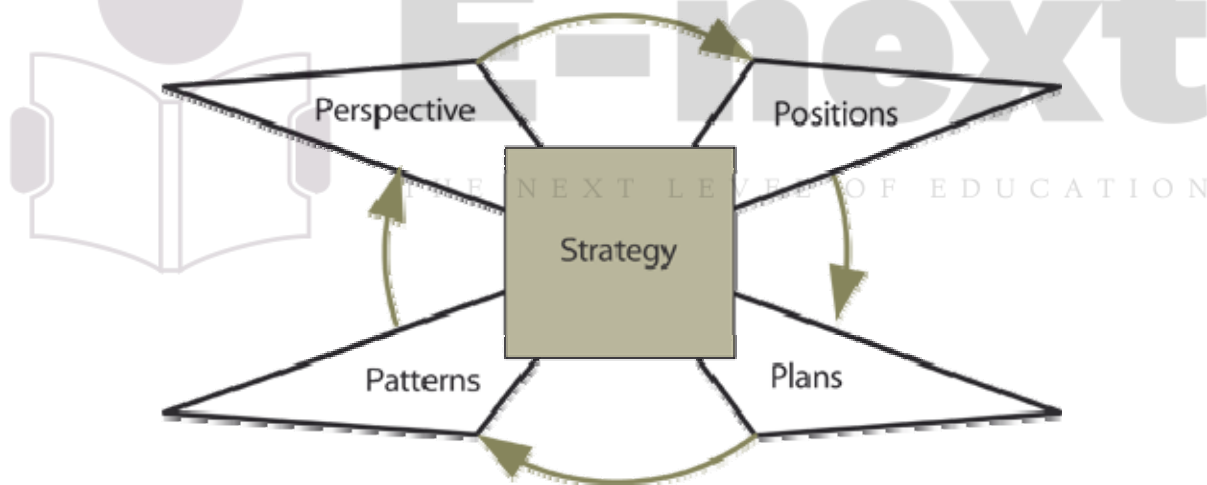 E-next
Perspective
Positions
THE NEXT LEVEL OF EDUCATION
Strategy
Patterns
Plans